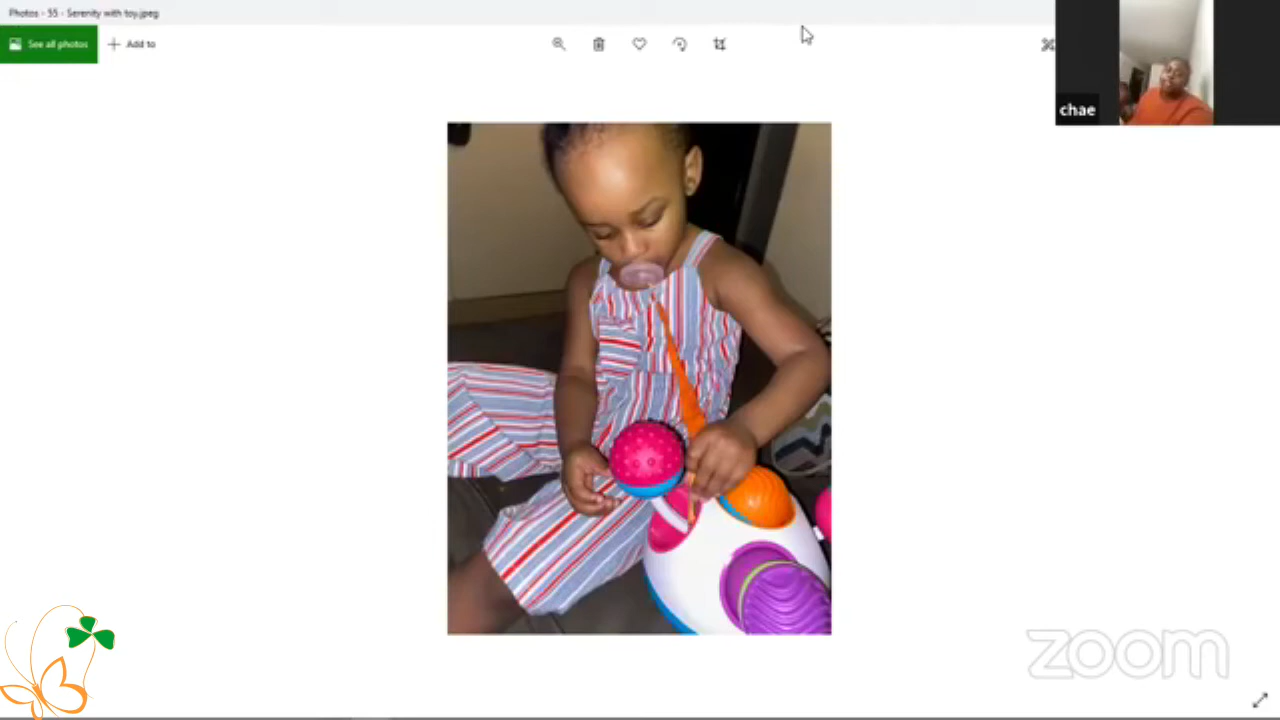 Photos - 55 - Serenity with toy.jpeg
See all photos
Add to
chae
zoom